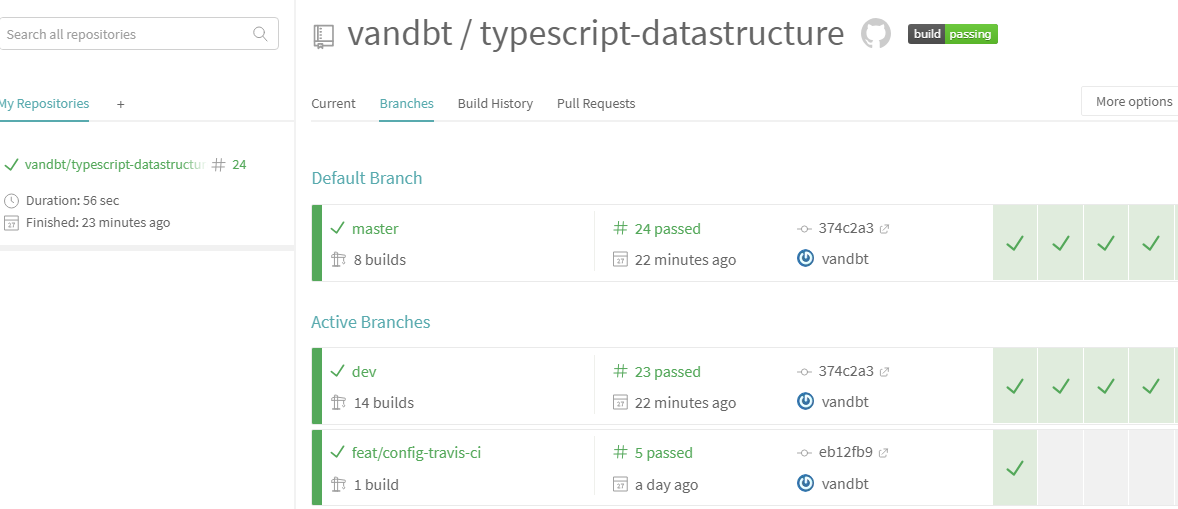 Search all repositories
My Repositories +
vandbt/typescript-datastructu # 24
Duration: 56 sec
Finished: 23 minutes ago
vandbt / typescript-datastructure build passing
Current Branches Build History Pull Requests More options
Default Branch
master # 24 passed 374c2a3
8 builds 22 minutes ago vandbt
Active Branches
dev # 23 passed 374c2a3
14 builds 22 minutes ago vandbt
feat/config-travis-ci # 5 passed eb12fb9
1 build a day ago vandbt